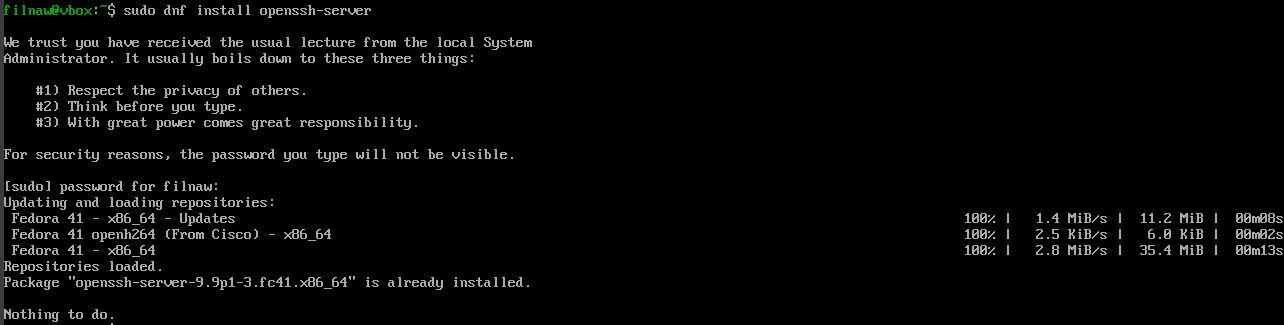 filnaw@vbox:~$ sudo dnf install openssh-server
We trust you have received the usual lecture from the local System
Administrator. It usually boils down to these three things:
#1) Respect the privacy of others.
#2) Think before you type.
#3) With great power comes great responsibility.
For security reasons, the password you type will not be visible.
[sudo] password for filnaw:
Updating and loading repositories:
Fedora 41 - x86_64 - Updates 100% | 1.4 MiB/s | 11.2 MiB | 00m08s
Fedora 41 openh264 (From Cisco) - x86_64 100% | 2.5 KiB/s | 6.0 KiB | 00m02s
Fedora 41 - x86_64 100% | 2.8 MiB/s | 35.4 MiB | 00m13s
Repositories loaded.
Package "openssh-server-9.9p1-3.fc41.x86_64" is already installed.
Nothing to do.